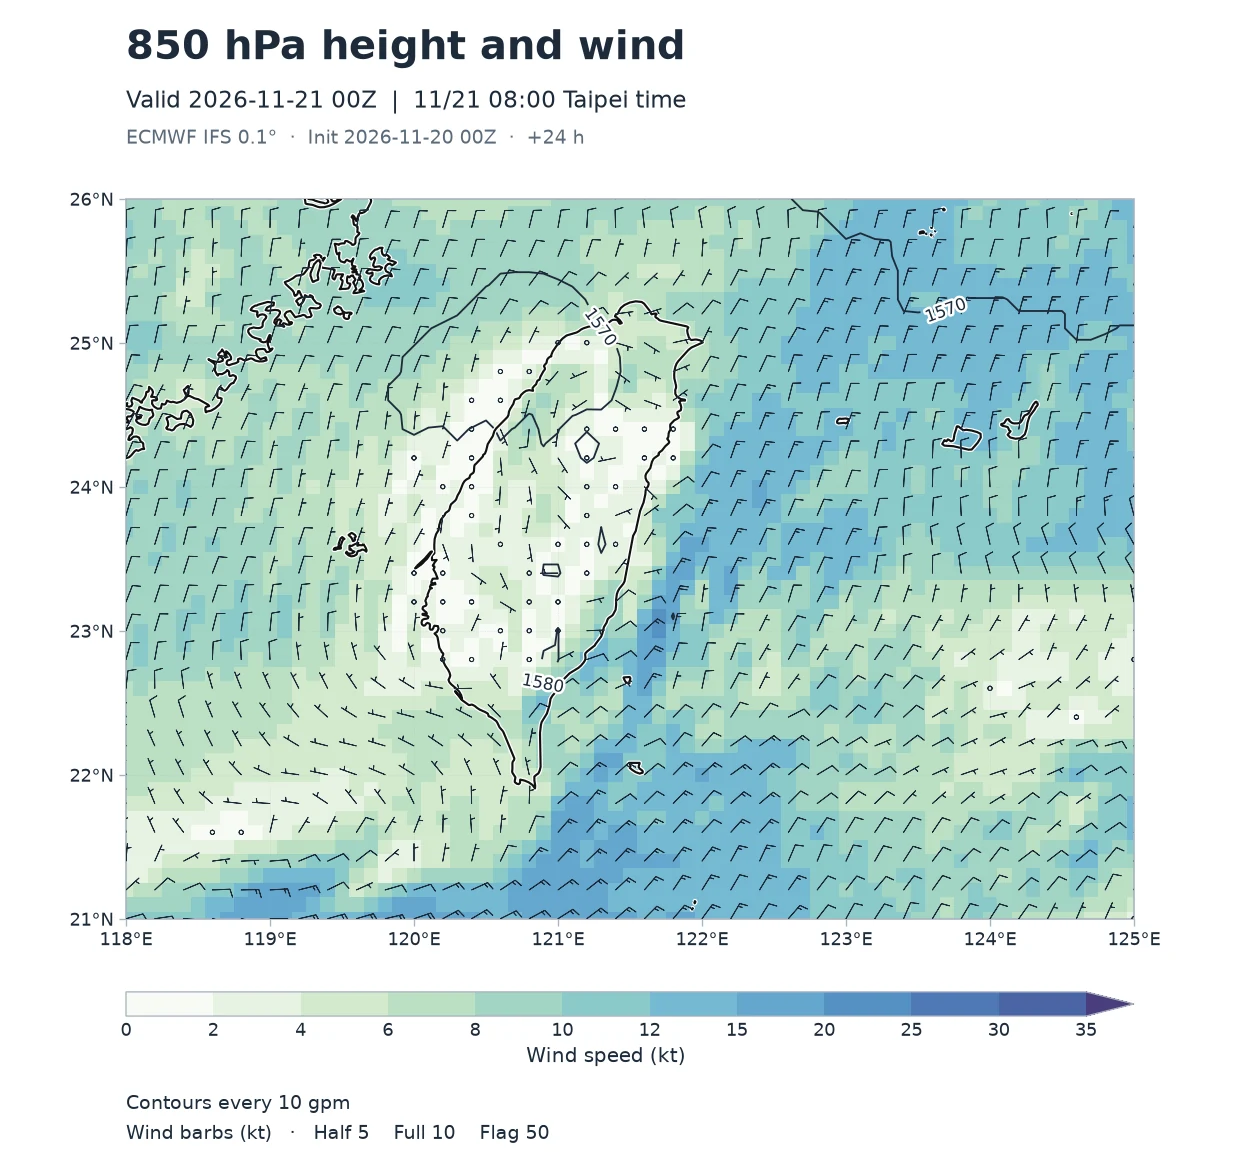 850 hPa height and wind
Valid 2026-11-21 00Z | 11/21 08:00 Taipei time
ECMWF IFS 0.1° · Init 2026-11-20 00Z · +24 h
26°N
25°N
24°N
23°N
22°N
21°N
1570
1570
1580
118°E 119°E 120°E 121°E 122°E 123°E 124°E 125°E
0 2 4 6 8 10 12 15 20 25 30 35
Wind speed (kt)
Contours every 10 gpm
Wind barbs (kt) · Half 5 Full 10 Flag 50